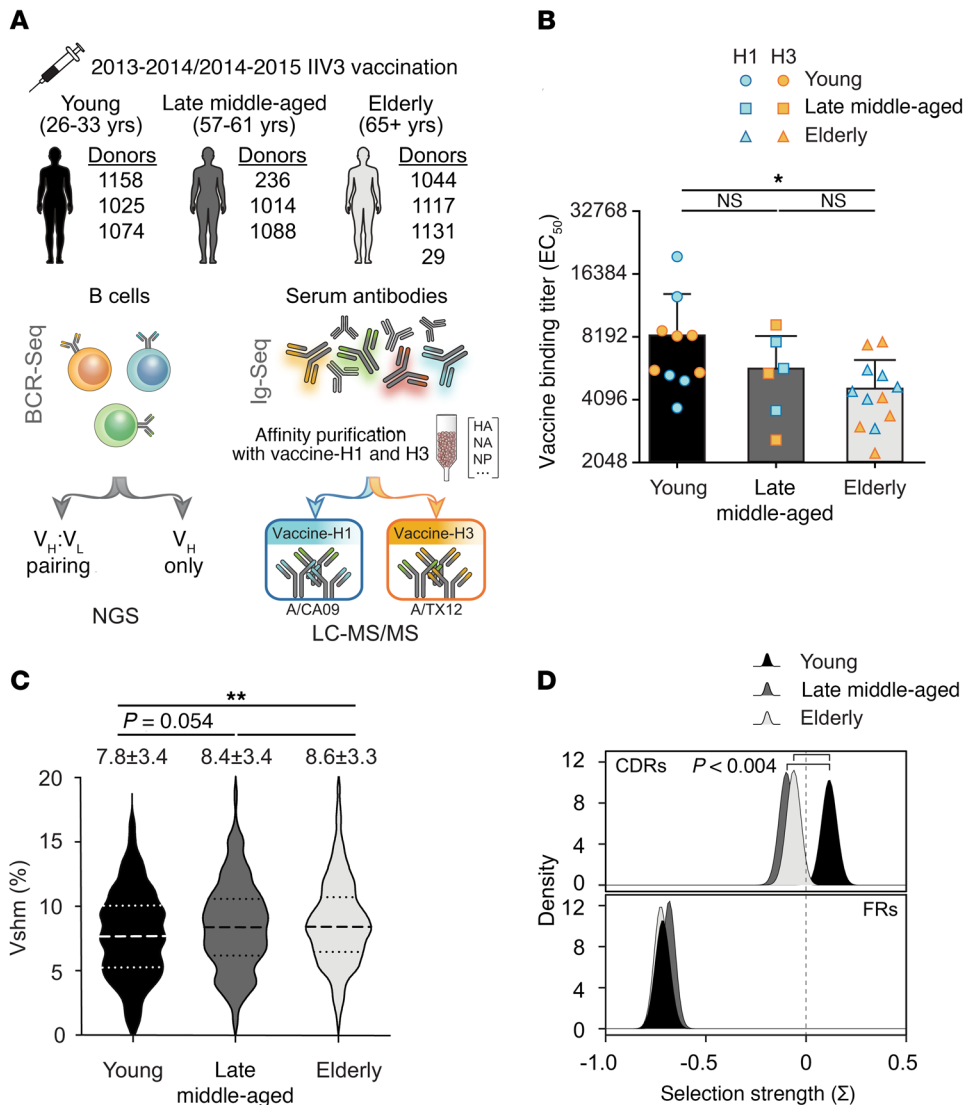 A
2013-2014/2014-2015 IIV3 vaccination
Young Late middle-aged Elderly
(26-33 yrs) (57-61 yrs) (65+ yrs)
Donors Donors Donors
1158 236 1044
1025 1014 1117
1074 1088 1131
29
B cells
BCR-Seq
V_H:V_L pairing
V_H only
NGS
Serum antibodies
Ig-Seq
Affinity purification
with vaccine-H1 and H3
HA
NA
NP
...
Vaccine-H1 Vaccine-H3
A/CA09 A/TX12
LC-MS/MS
B
H1 H3
Young
Late middle-aged
Elderly
*
NS NS
Vaccine binding titer (EC50)
32768
16384
8192
4096
2048
Young Late middle-aged Elderly
C
**
P = 0.054
7.8±3.4 8.4±3.4 8.6±3.3
Vshm (%)
20
15
10
5
0
Young Late middle-aged Elderly
D
Young
Late middle-aged
Elderly
CDRs P < 0.004
12
8
4
0
Density
FRs
12
8
4
0
-1.0 -0.5 0 0.5
Selection strength (Σ)